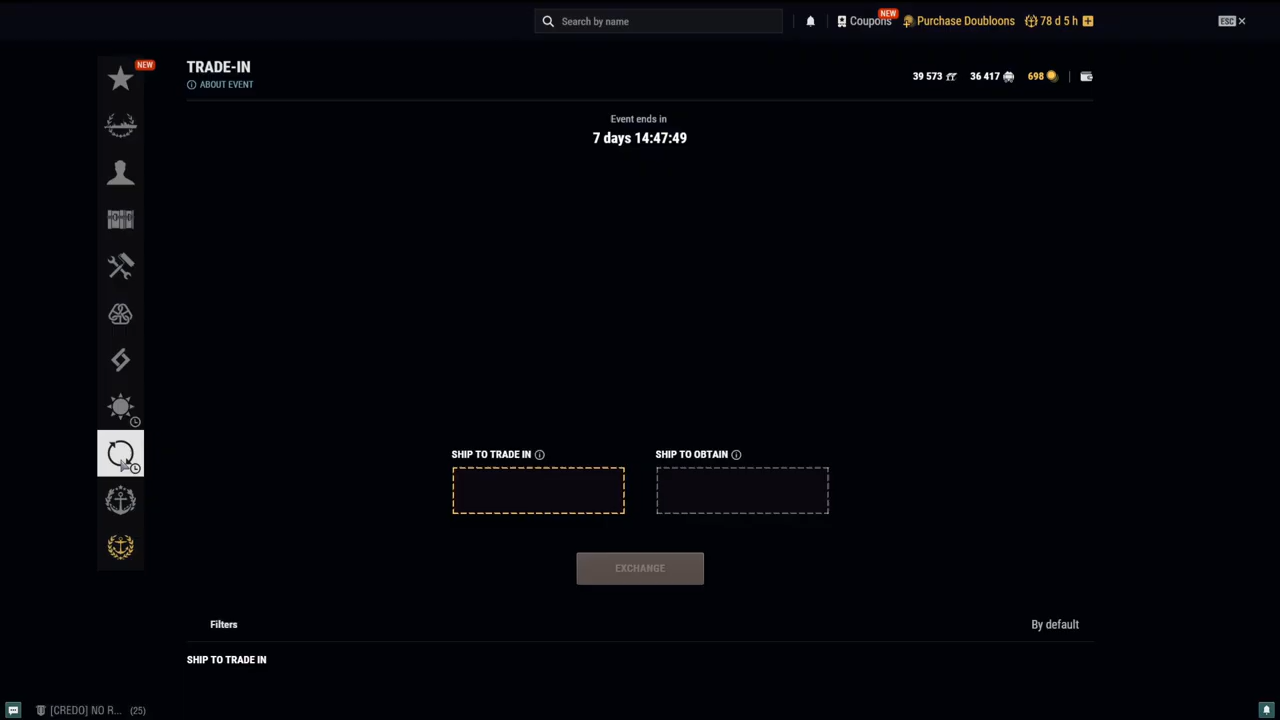 Search by name
NEW
Coupons
Purchase Doubloons
78 d 5 h
ESC
NEW
TRADE-IN
ABOUT EVENT
39 573
36 417
698
Event ends in
7 days 14:47:49
SHIP TO TRADE IN
SHIP TO OBTAIN
EXCHANGE
Filters
By default
SHIP TO TRADE IN
[CREDO] NO R... (25)